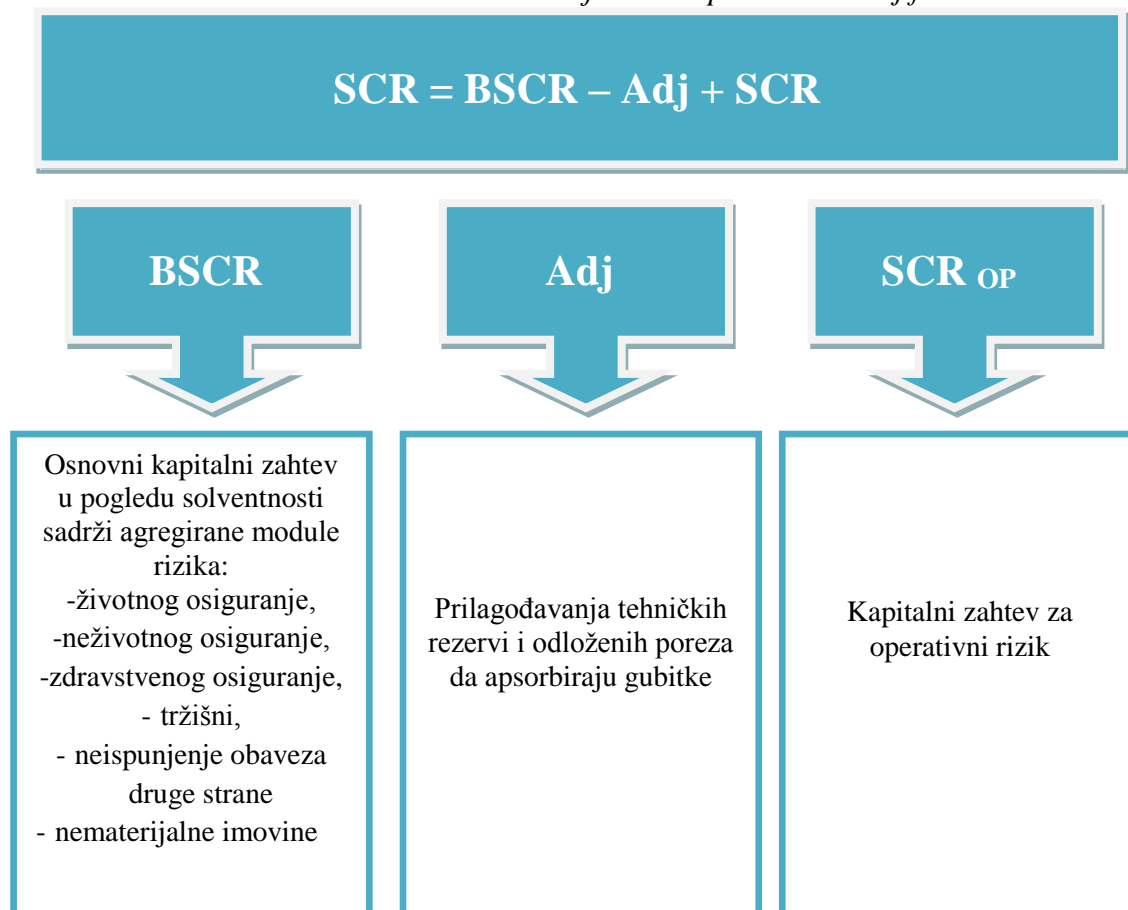 SCR = BSCR – Adj + SCR
BSCR
Adj
SCR OP
Osnovni kapitalni zahtev
u pogledu solventnosti
sadrži agregirane module
rizika:
-životnog osiguranje,
-neživotnog osiguranje,
-zdravstvenog osiguranje,
- tržišni,
- neispunjenje obaveza
druge strane
- nematerijalne imovine
Prilagođavanja tehničkih
rezervi i odloženih poreza
da apsorbiraju gubitke
Kapitalni zahtev za
operativni rizik